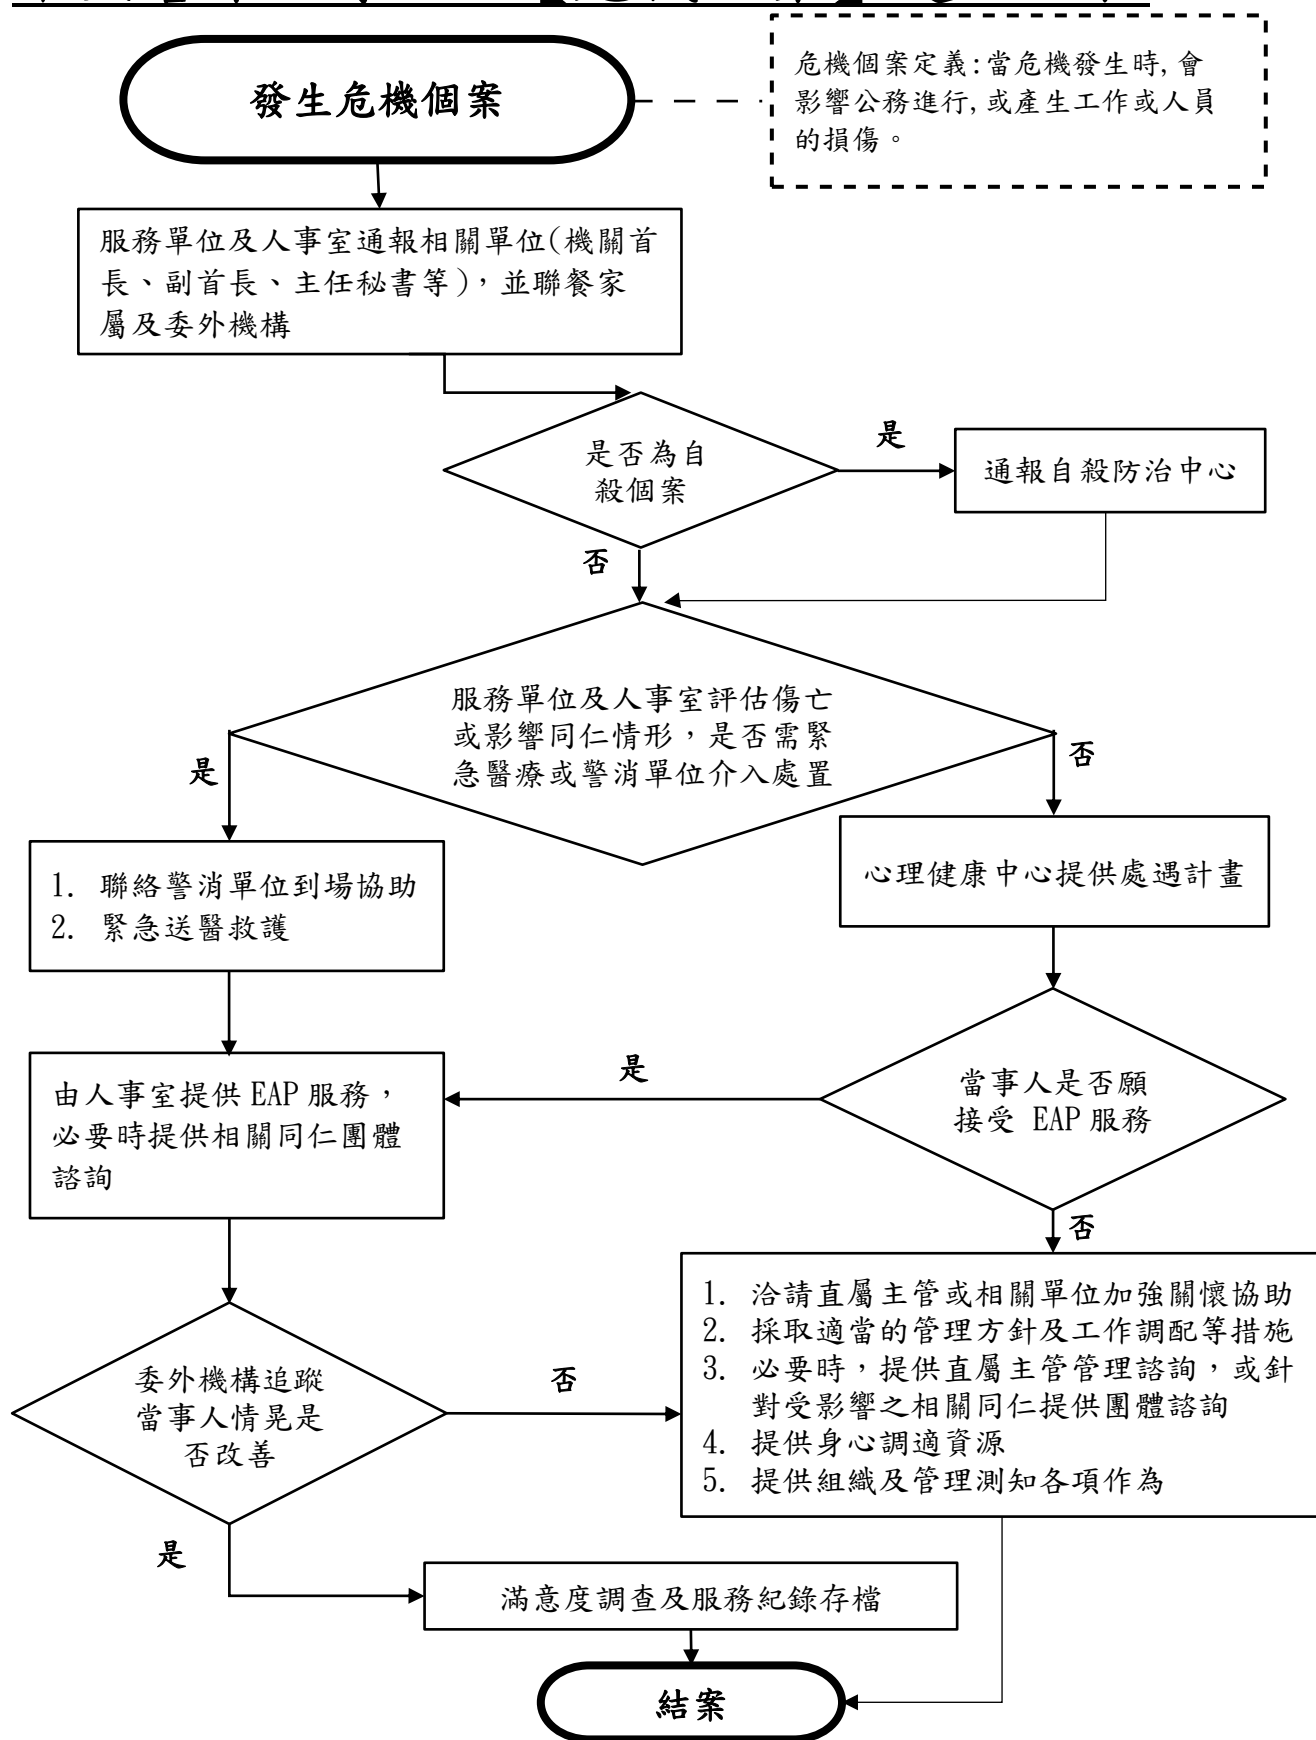 發生危機個案
危機個案定義:當危機發生時,會
影響公務進行,或產生工作或人員
的損傷。
服務單位及人事室通報相關單位(機關首
長、副首長、主任秘書等),並聯餐家
屬及委外機構
是否為自
殺個案
是
通報自殺防治中心
否
服務單位及人事室評估傷亡
或影響同仁情形,是否需緊
急醫療或警消單位介入處置
是
否
1. 聯絡警消單位到場協助
2. 緊急送醫救護
心理健康中心提供處遇計畫
由人事室提供 EAP 服務,
必要時提供相關同仁團體
諮詢
是
當事人是否願
接受 EAP 服務
否
1. 洽請直屬主管或相關單位加強關懷協助
2. 採取適當的管理方針及工作調配等措施
3. 必要時,提供直屬主管管理諮詢,或針
對受影響之相關同仁提供團體諮詢
4. 提供身心調適資源
5. 提供組織及管理測知各項作為
委外機構追蹤
當事人情晃是
否改善
否
是
滿意度調查及服務紀錄存檔
結案